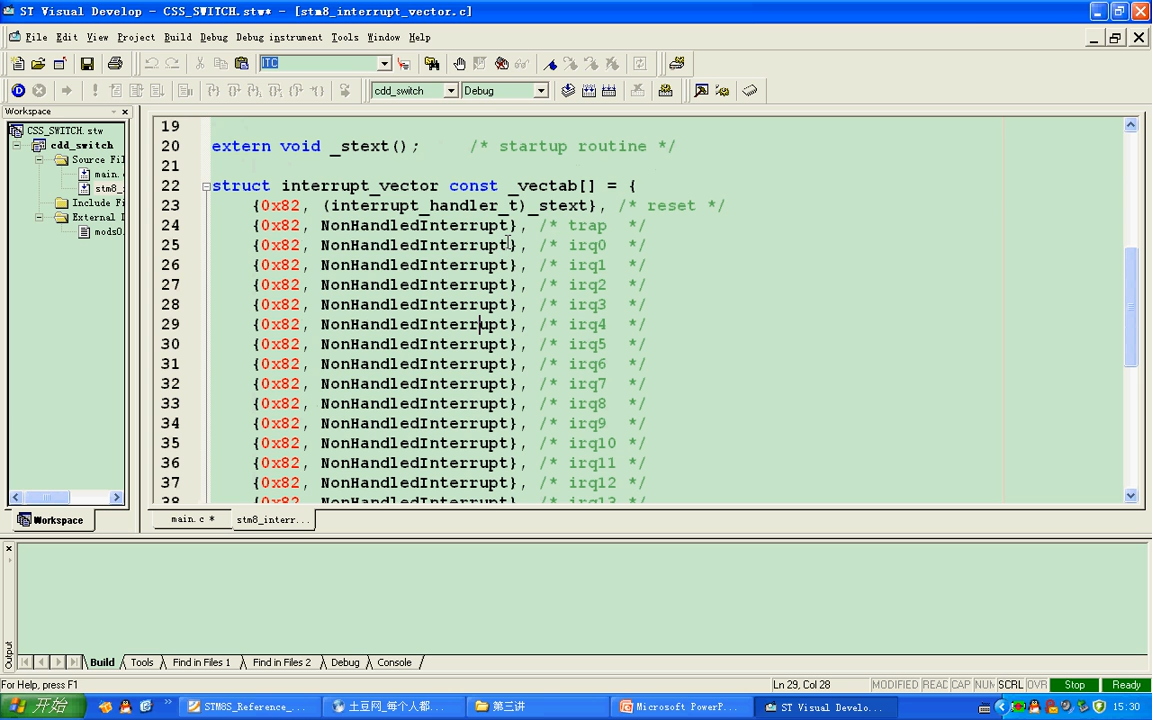 ST Visual Develop - CSS_SWITCH.stw* - [stm8_interrupt_vector.c]
File Edit View Project Build Debug Debug instrument Tools Window Help
ITC
cdd_switch Debug
Workspace
CSS_SWITCH.stw
cdd_switch
Source Fil
main.
stm8_
Include Fi
External D
mods0.
Workspace
19
20 extern void _stext(); /* startup routine */
21
22 struct interrupt_vector const _vectab[] = {
23 {0x82, (interrupt_handler_t)_stext}, /* reset */
24 {0x82, NonHandledInterrupt}, /* trap */
25 {0x82, NonHandledInterrupt}, /* irq0 */
26 {0x82, NonHandledInterrupt}, /* irq1 */
27 {0x82, NonHandledInterrupt}, /* irq2 */
28 {0x82, NonHandledInterrupt}, /* irq3 */
29 {0x82, NonHandledInterrupt}, /* irq4 */
30 {0x82, NonHandledInterrupt}, /* irq5 */
31 {0x82, NonHandledInterrupt}, /* irq6 */
32 {0x82, NonHandledInterrupt}, /* irq7 */
33 {0x82, NonHandledInterrupt}, /* irq8 */
34 {0x82, NonHandledInterrupt}, /* irq9 */
35 {0x82, NonHandledInterrupt}, /* irq10 */
36 {0x82, NonHandledInterrupt}, /* irq11 */
37 {0x82, NonHandledInterrupt}, /* irq12 */
38 {0x82, NonHandledInterrupt}, /* irq13 */
main.c * stm8_interr...
Output
Build Tools Find in Files 1 Find in Files 2 Debug Console
For Help, press F1 Ln 29, Col 28 MODIFIED READ CAP NUM SCRL OVR Stop Ready
开始 STM8S_Reference_... 土豆网_每个人都... 第三讲 Microsoft PowerP... ST Visual Develo... 15:30